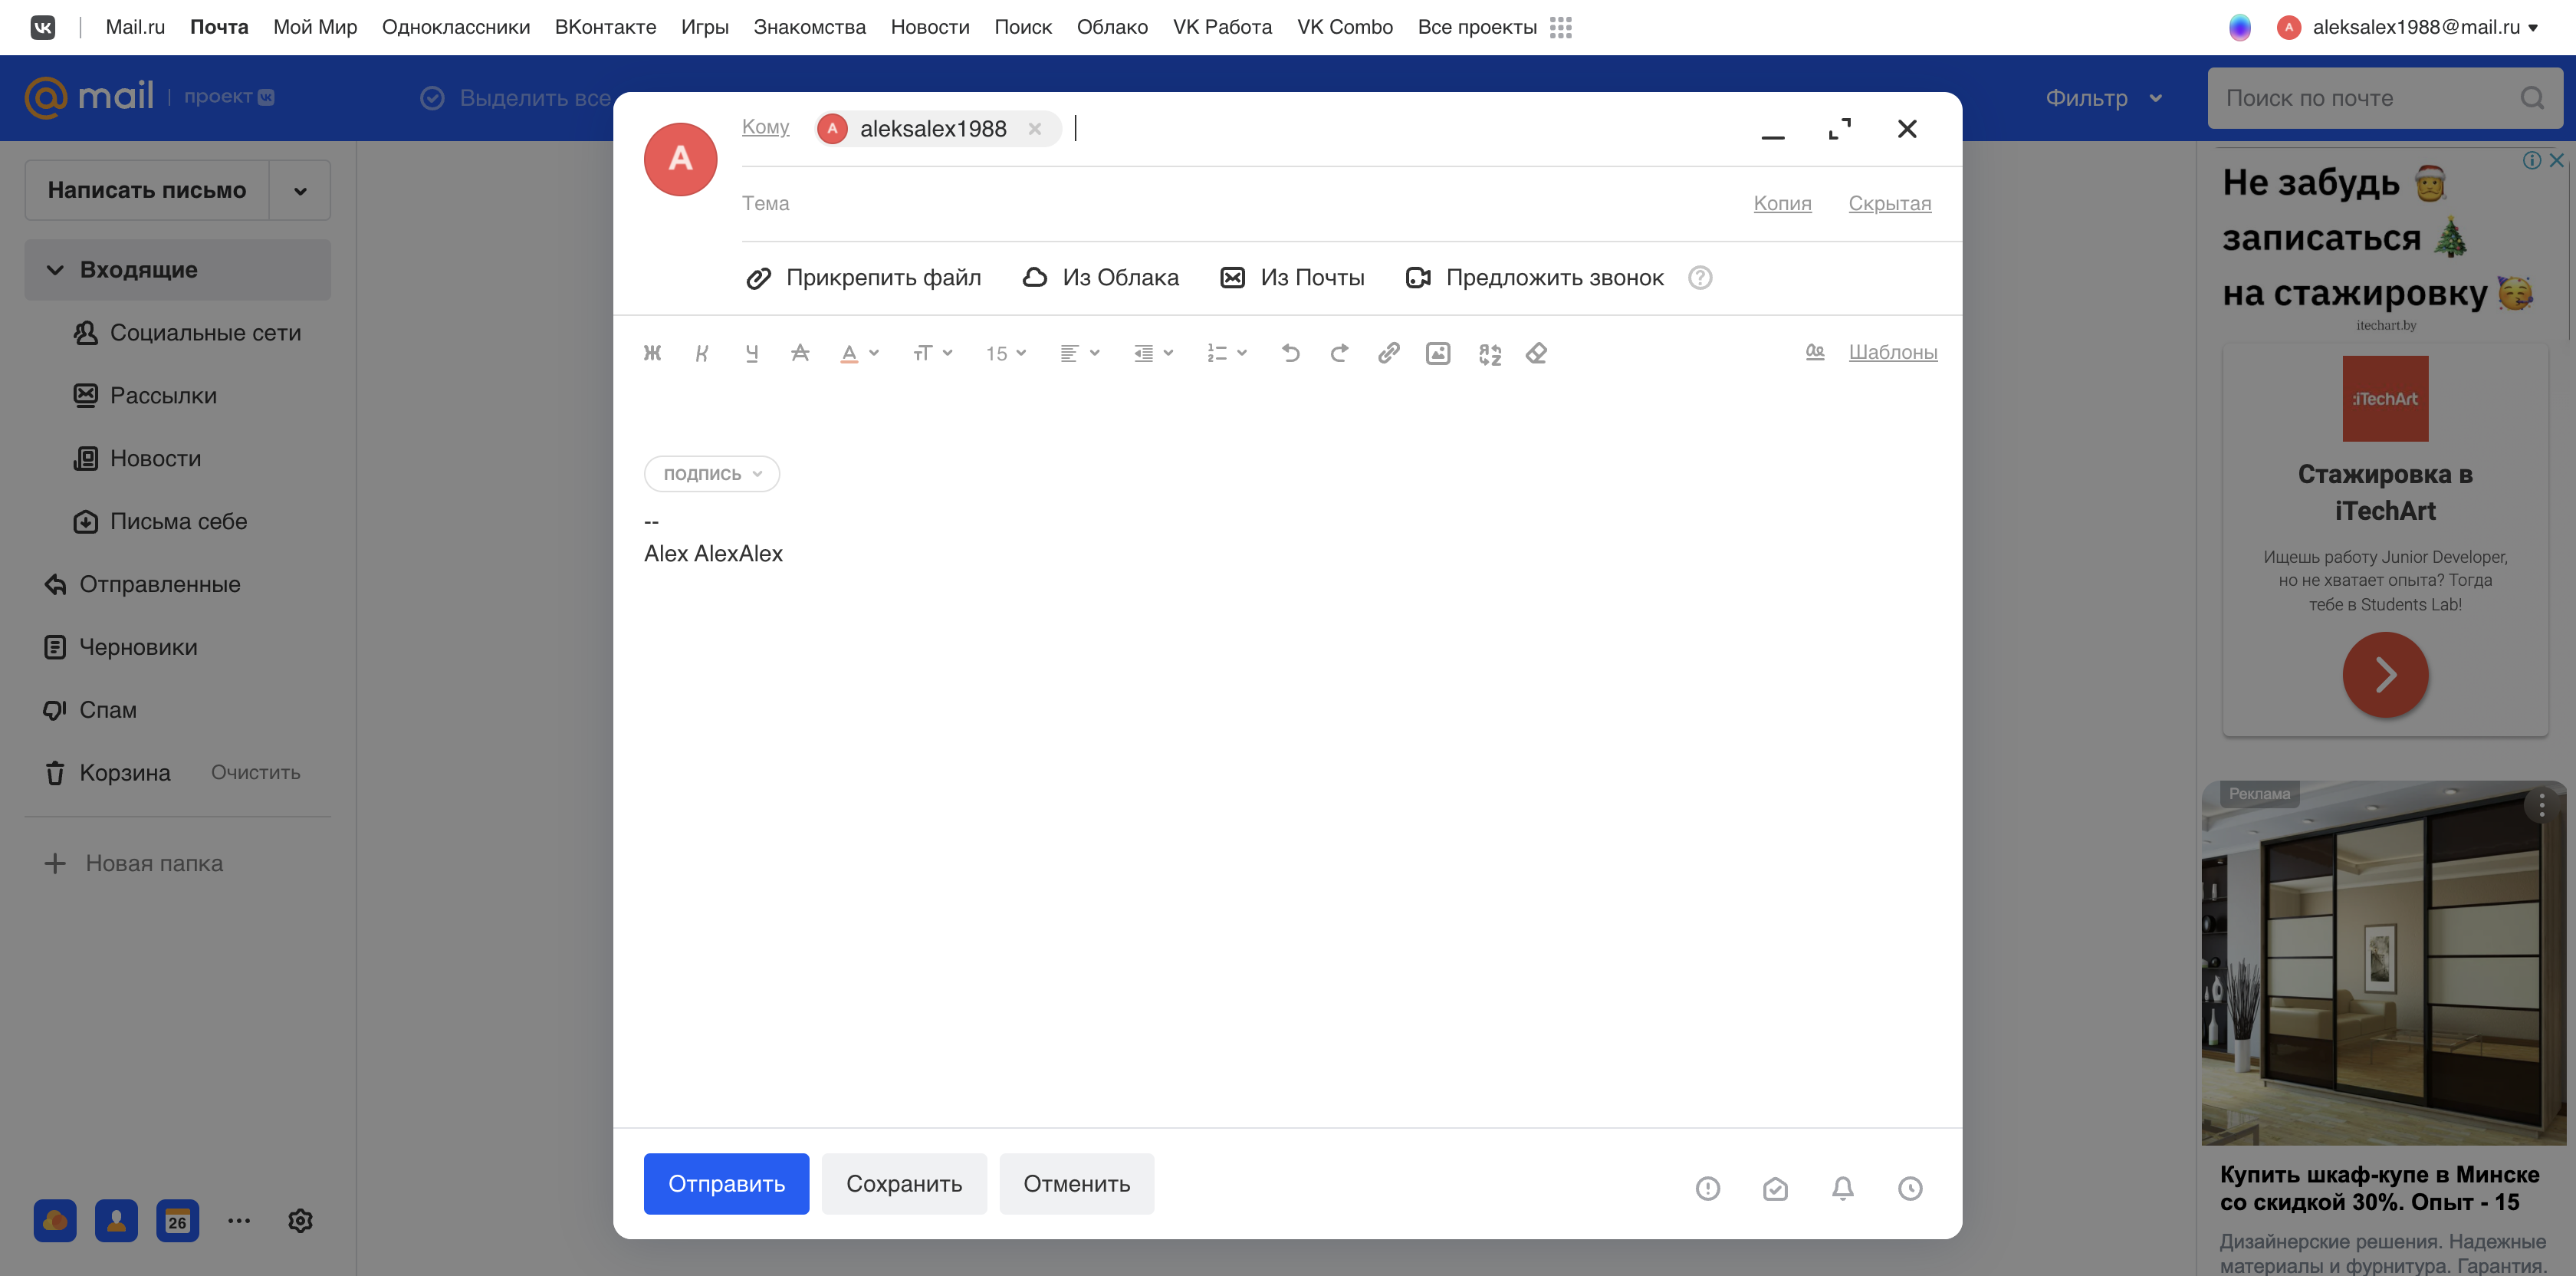 Mail.ru Почта Мой Мир Одноклассники ВКонтакте Игры Знакомства Новости Поиск Облако VK Работа VK Combo Все проекты
A aleksalex1988@mail.ru
@mail проект
Выделить все
Фильтр
Поиск по почте
Написать письмо
Входящие
Социальные сети
Рассылки
Новости
Письма себе
Отправленные
Черновики
Спам
Корзина Очистить
Новая папка
26
A
Кому A aleksalex1988
Тема Копия Скрытая
Прикрепить файл Из Облака Из Почты Предложить звонок ?
Ж К У А А тТ 15 Шаблоны
ПОДПИСЬ
--
Alex AlexAlex
Отправить Сохранить Отменить
Не забудь
записаться
на стажировку
itechart.by
:iTechArt
Стажировка в
iTechArt
Ищешь работу Junior Developer,
но не хватает опыта? Тогда
тебе в Students Lab!
Реклама
Купить шкаф-купе в Минске
со скидкой 30%. Опыт - 15
Дизайнерские решения. Надежные
материалы и фурнитура. Гарантия.